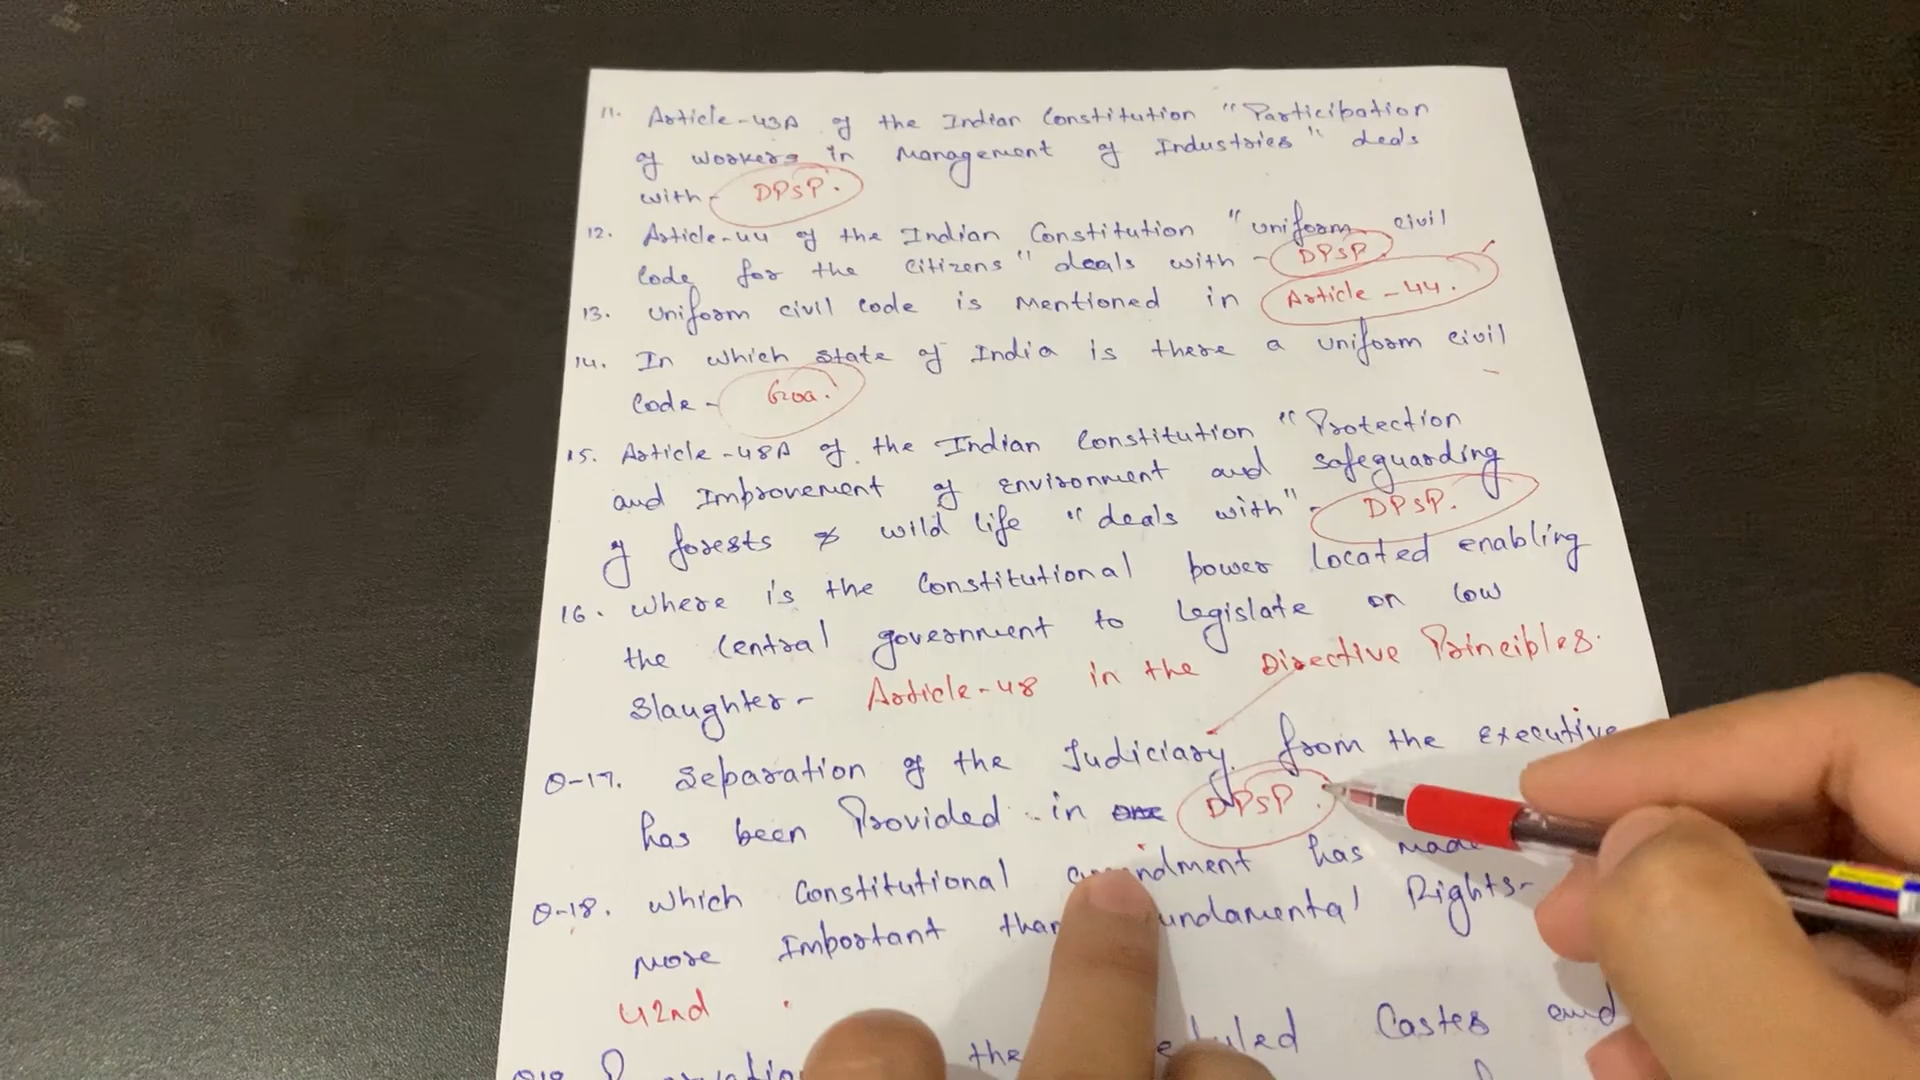 11. Article-43A of the Indian Constitution "Participation
of workers in Management of Industries" deals
with- DPSP.
12. Article-44 of the Indian Constitution "uniform civil
Code for the citizens" deals with - DPSP.
13. Uniform civil code is Mentioned in Article-44.
14. In which state of India is there a uniform civil
Code- Goa.
15. Article-48A of the Indian Constitution "Protection
and Improvement of Environment and safeguarding
of forests & wild life "deals with"- DPSP.
16. Where is the Constitutional power located enabling
the Central government to legislate on cow
Slaughter- Article-48 in the Directive Principles.
Q-17. Separation of the Judiciary from the executive
has been Provided in DPSP.
Q-18. Which Constitutional amendment has made
more Important than Fundamental Rights-
42nd
the Castes and